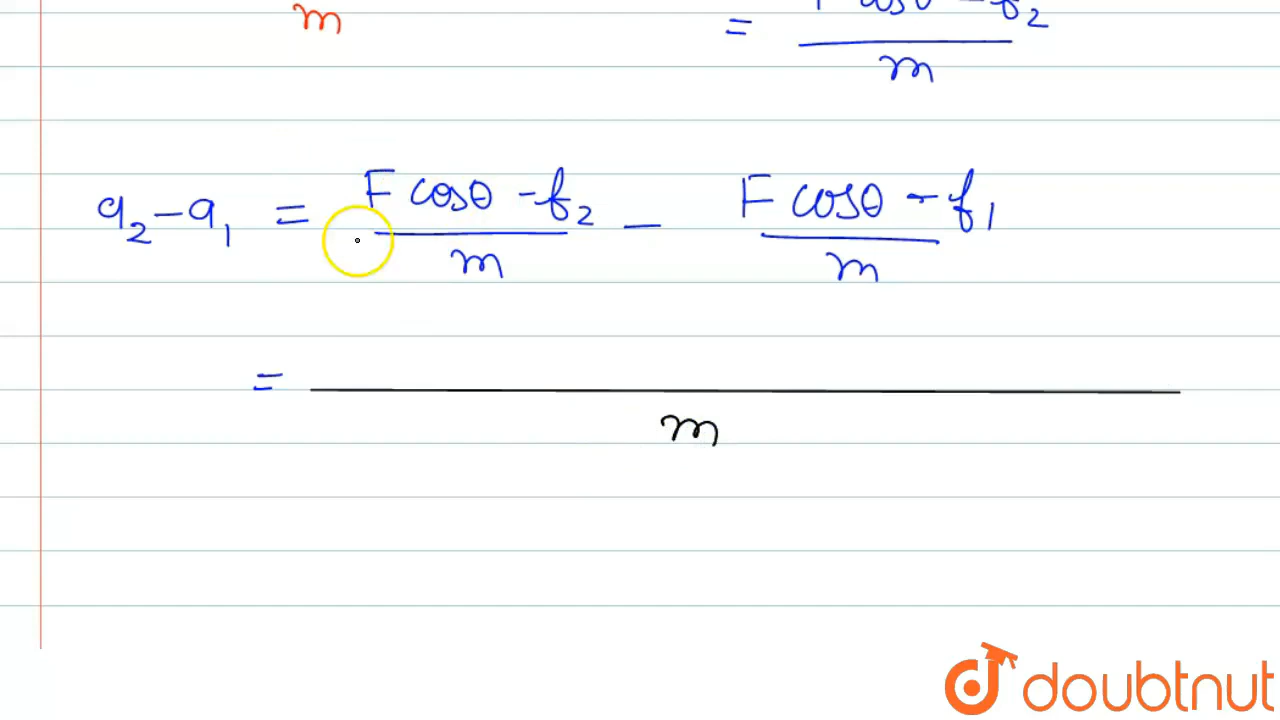 m
= F cosθ - f2 / m
a2 - a1 = F cosθ - f2 / m - F cosθ - f1 / m
= / m
doubtnut